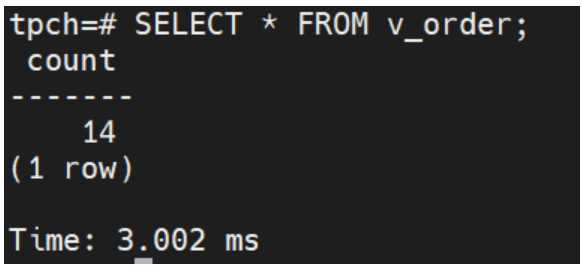 tpch=# SELECT * FROM v_order;
 count
-------
    14
(1 row)

Time: 3.002 ms